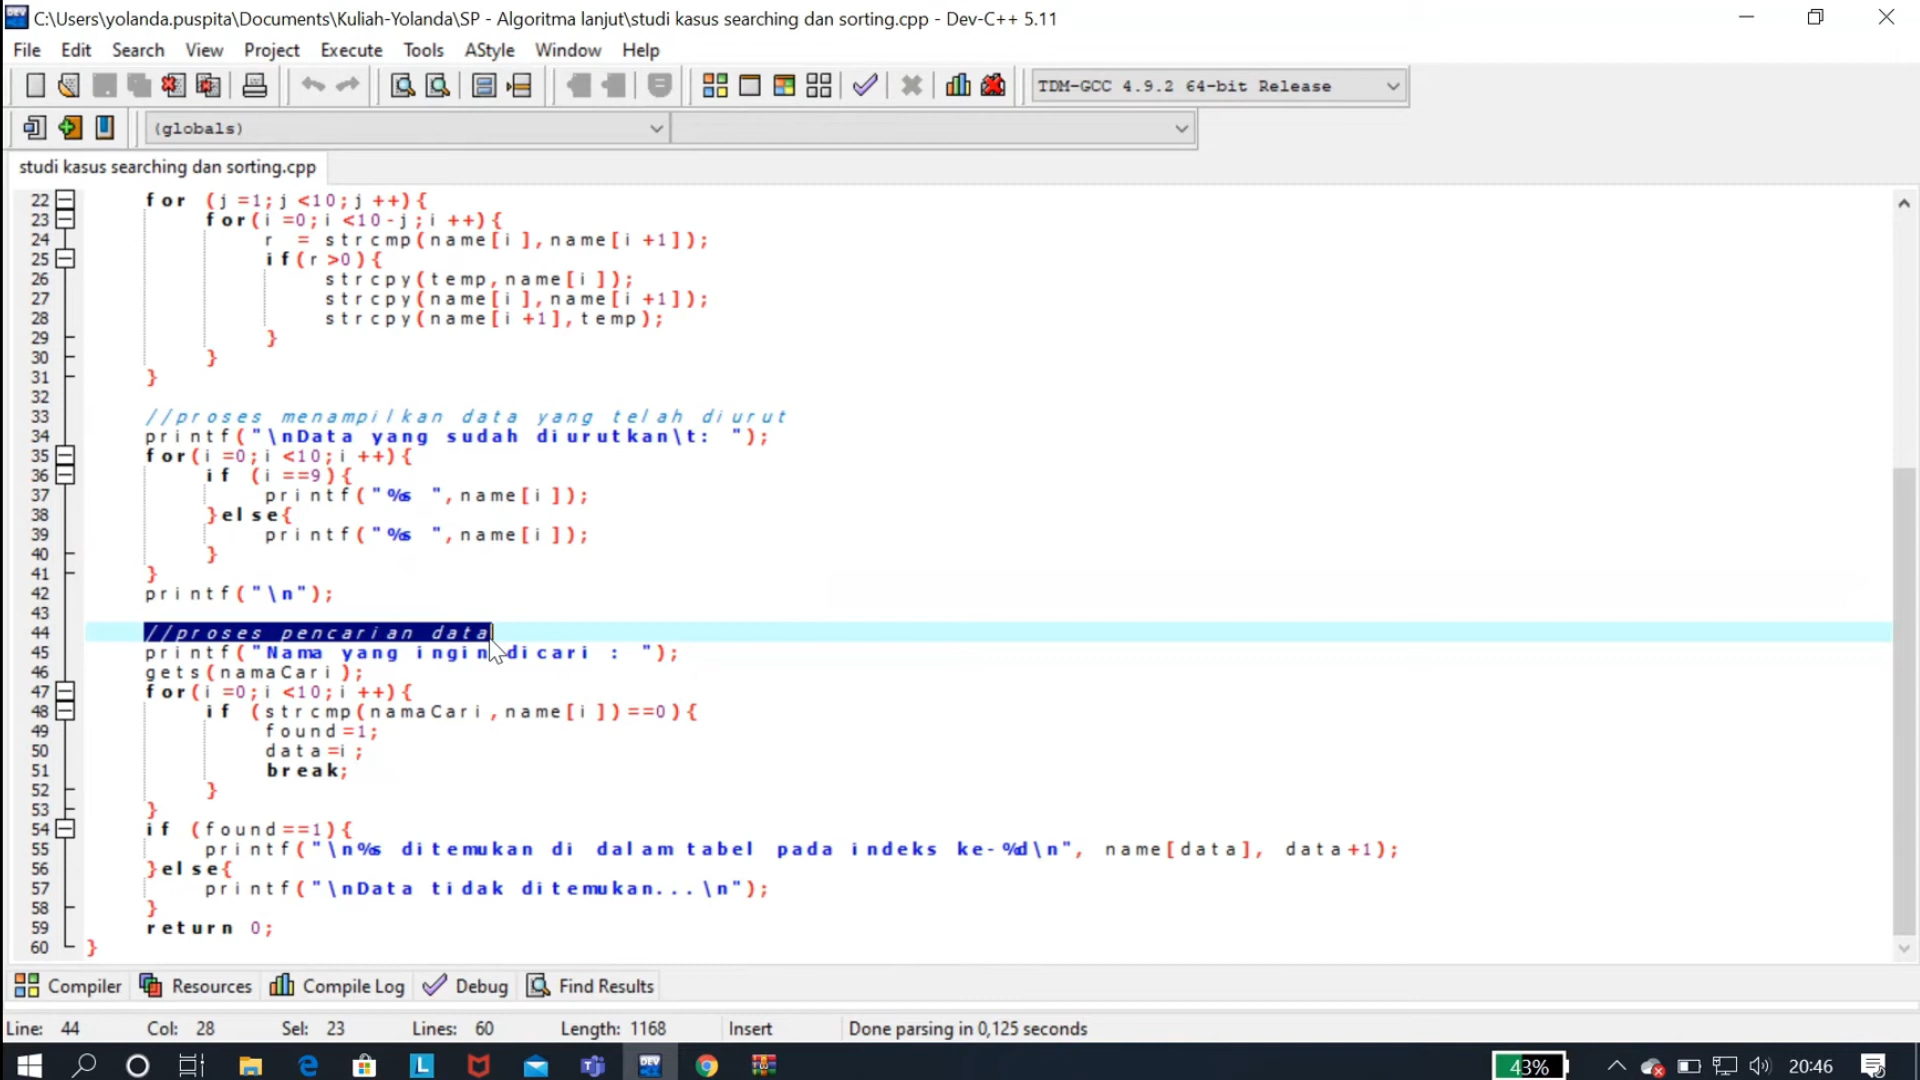 C:\Users\yolanda.puspita\Documents\Kuliah-Yolanda\SP - Algoritma lanjut\studi kasus searching dan sorting.cpp - Dev-C++ 5.11
File Edit Search View Project Execute Tools AStyle Window Help
TDM-GCC 4.9.2 64-bit Release
(globals)
studi kasus searching dan sorting.cpp
22 for (j=1;j<10;j++){
23 for(i=0;i<10-j;i++){
24 r = strcmp(name[i],name[i+1]);
25 if(r>0){
26 strcpy(temp,name[i]);
27 strcpy(name[i],name[i+1]);
28 strcpy(name[i+1],temp);
29 }
30 }
31 }
32
33 //proses menampilkan data yang telah diurut
34 printf("\nData yang sudah diurutkan\t: ");
35 for(i=0;i<10;i++){
36 if (i==9){
37 printf("%s ",name[i]);
38 }else{
39 printf("%s ",name[i]);
40 }
41 }
42 printf("\n");
43
44 //proses pencarian data
45 printf("Nama yang ingin dicari : ");
46 gets(namaCari);
47 for(i=0;i<10;i++){
48 if (strcmp(namaCari,name[i])==0){
49 found=1;
50 data=i;
51 break;
52 }
53 }
54 if (found==1){
55 printf("\n%s ditemukan di dalam tabel pada indeks ke-%d\n", name[data], data+1);
56 }else{
57 printf("\nData tidak ditemukan...\n");
58 }
59 return 0;
60 }
Compiler Resources Compile Log Debug Find Results
Line: 44 Col: 28 Sel: 23 Lines: 60 Length: 1168 Insert Done parsing in 0,125 seconds
L DEV 43% 20:46